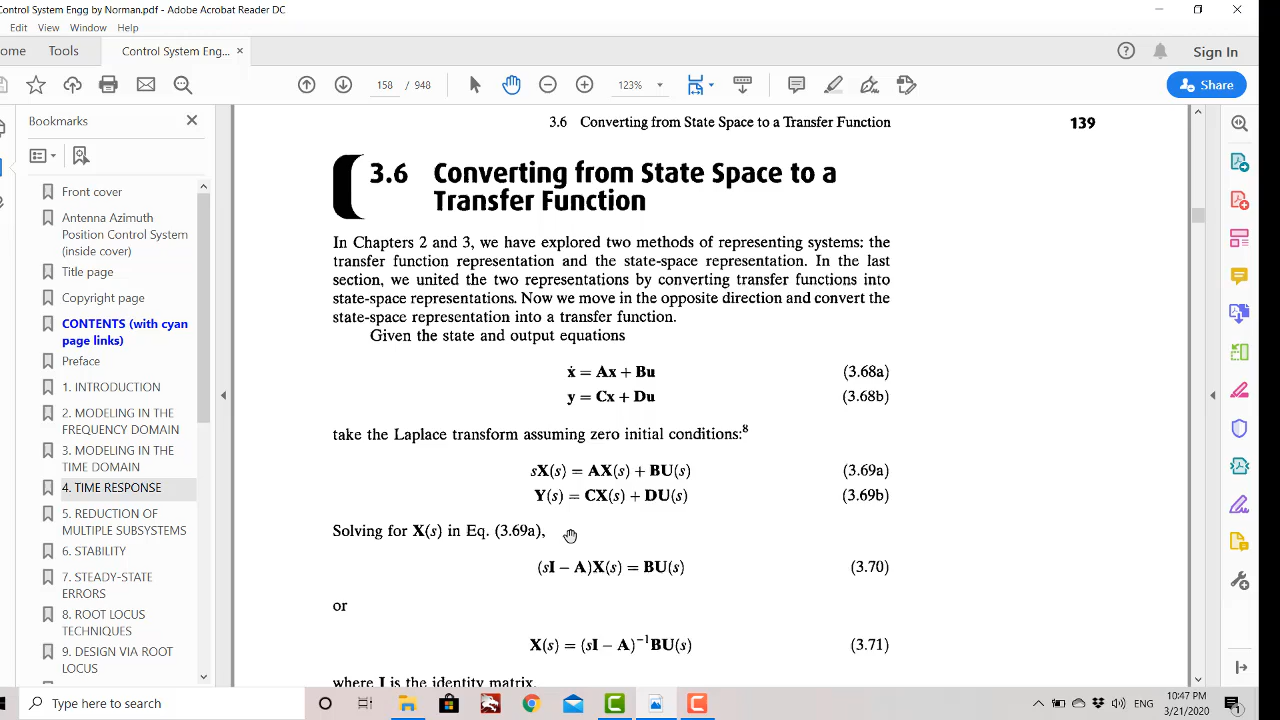 Control System Engg by Norman.pdf - Adobe Acrobat Reader DC
Edit View Window Help
ome Tools Control System Eng... × Sign In
158 / 948 123% Share
Bookmarks
Front cover
Antenna Azimuth
Position Control System
(inside cover)
Title page
Copyright page
CONTENTS (with cyan
page links)
Preface
1. INTRODUCTION
2. MODELING IN THE
FREQUENCY DOMAIN
3. MODELING IN THE
TIME DOMAIN
4. TIME RESPONSE
5. REDUCTION OF
MULTIPLE SUBSYSTEMS
6. STABILITY
7. STEADY-STATE
ERRORS
8. ROOT LOCUS
TECHNIQUES
9. DESIGN VIA ROOT
LOCUS
3.6 Converting from State Space to a Transfer Function 139
3.6 Converting from State Space to a
Transfer Function
In Chapters 2 and 3, we have explored two methods of representing systems: the
transfer function representation and the state-space representation. In the last
section, we united the two representations by converting transfer functions into
state-space representations. Now we move in the opposite direction and convert the
state-space representation into a transfer function.
Given the state and output equations
ẋ = Ax + Bu (3.68a)
y = Cx + Du (3.68b)
take the Laplace transform assuming zero initial conditions:⁸
sX(s) = AX(s) + BU(s) (3.69a)
Y(s) = CX(s) + DU(s) (3.69b)
Solving for X(s) in Eq. (3.69a),
(sI − A)X(s) = BU(s) (3.70)
or
X(s) = (sI − A)⁻¹BU(s) (3.71)
where I is the identity matrix.
Type here to search
ENG
10:47 PM
3/21/2020
1